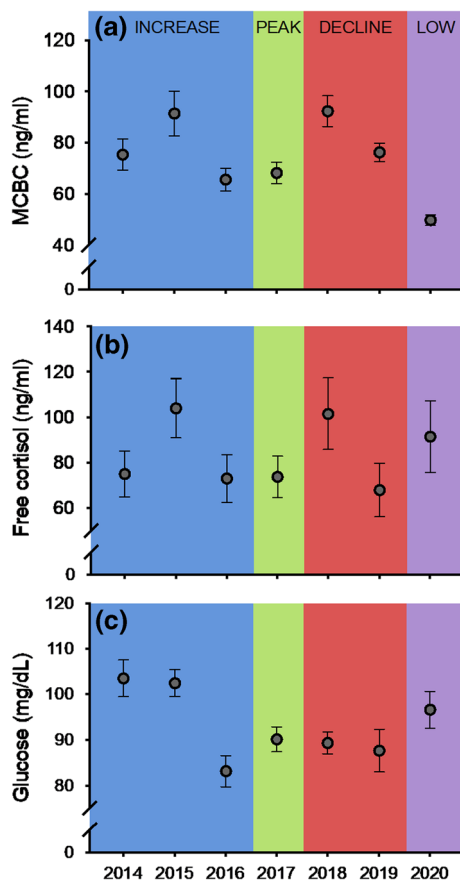 (a) INCREASE PEAK DECLINE LOW
MCBC (ng/ml)
120
100
80
60
40
0
(b)
Free cortisol (ng/ml)
140
120
100
80
60
0
(c)
Glucose (mg/dL)
120
110
100
90
80
0
2014 2015 2016 2017 2018 2019 2020